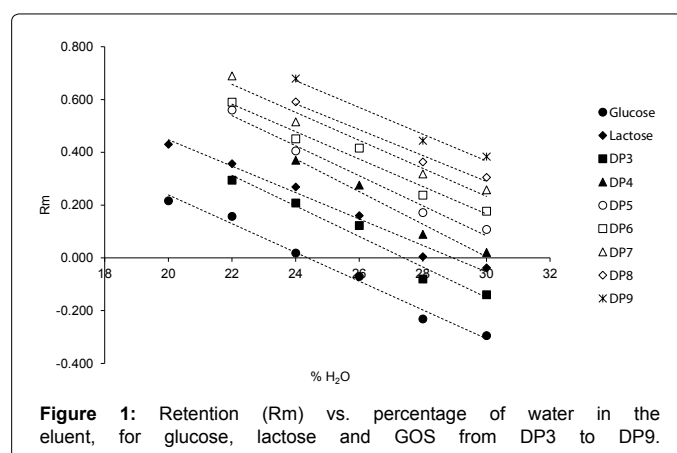 0.800
0.600
0.400
0.200
0.000
-0.200
-0.400
Rm
18 20 22 24 26 28 30 32
% H₂O
Glucose
Lactose
DP3
DP4
DP5
DP6
DP7
DP8
DP9
Figure 1: Retention (Rm) vs. percentage of water in the
eluent, for glucose, lactose and GOS from DP3 to DP9.